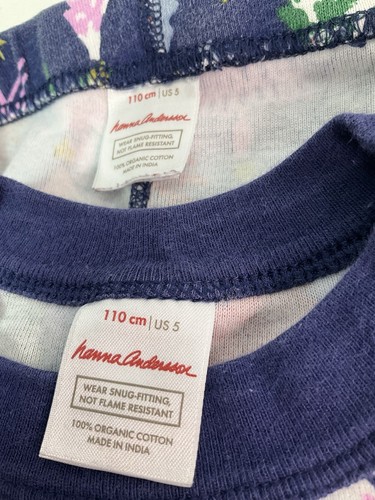 110 cm | US 5
hanna Andersson
WEAR SNUG-FITTING,
NOT FLAME RESISTANT
100% ORGANIC COTTON
MADE IN INDIA
110 cm | US 5
hanna Andersson
WEAR SNUG-FITTING,
NOT FLAME RESISTANT
100% ORGANIC COTTON
MADE IN INDIA